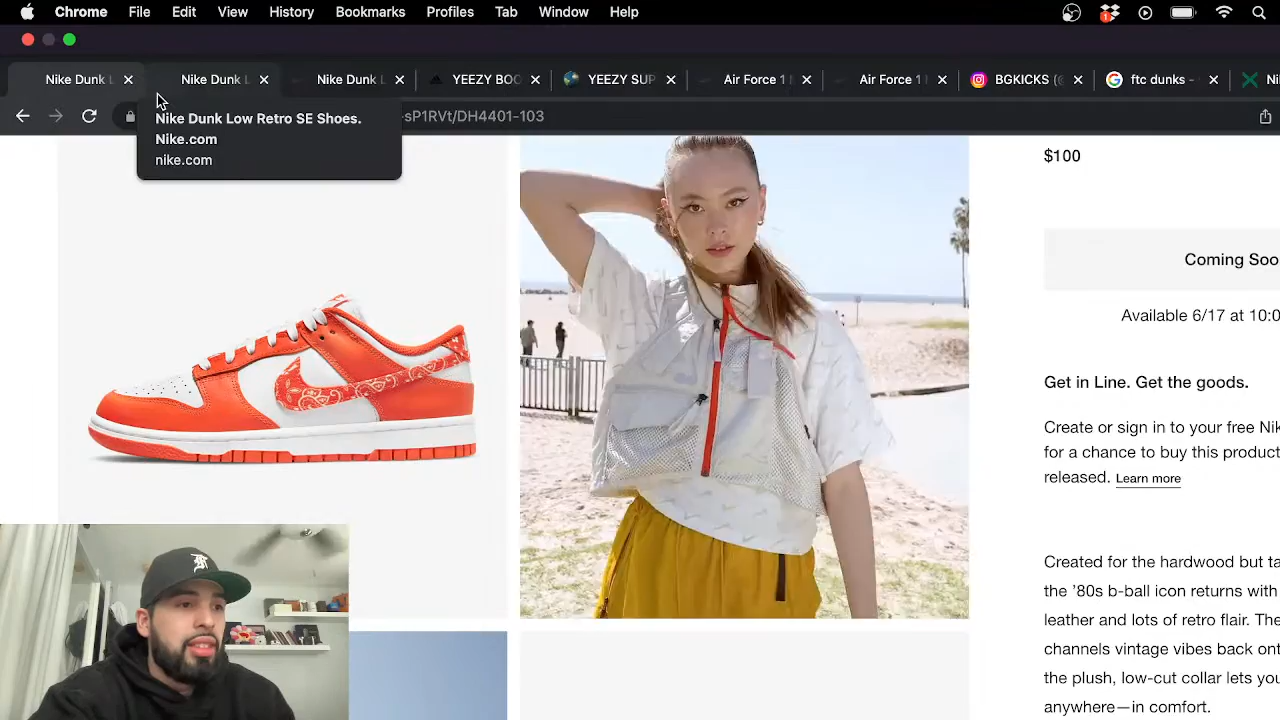 Chrome File Edit View History Bookmarks Profiles Tab Window Help
1
Nike Dunk L Nike Dunk L Nike Dunk L YEEZY BOO YEEZY SUP Air Force 1 Air Force 1 BGKICKS ( ftc dunks - Ni
-sP1RVt/DH4401-103
Nike Dunk Low Retro SE Shoes.
Nike.com
nike.com
$100
Coming Soo
Available 6/17 at 10:0
Get in Line. Get the goods.
Create or sign in to your free Nik
for a chance to buy this product
released. Learn more
Created for the hardwood but ta
the '80s b-ball icon returns with
leather and lots of retro flair. The
channels vintage vibes back onto
the plush, low-cut collar lets you
anywhere—in comfort.